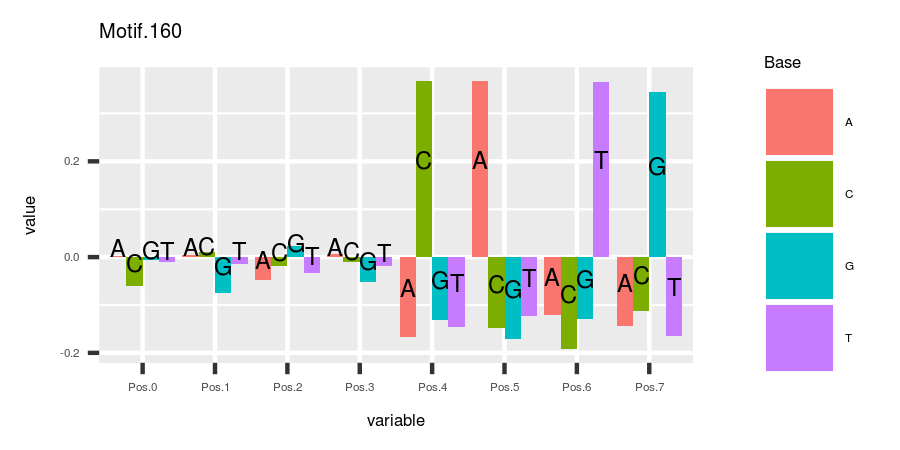 Motif.160
Base
A
C
G
T
value
0.2
0.0
-0.2
A C G T A C G T A C G T A C G T A C G T A C G T A C G T A C G T
Pos.0 Pos.1 Pos.2 Pos.3 Pos.4 Pos.5 Pos.6 Pos.7
variable